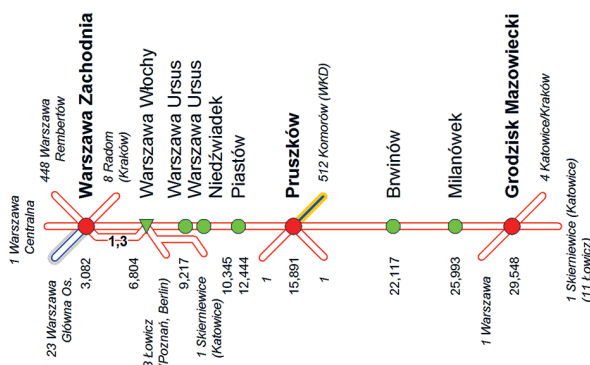 1 Warszawa
Centralna
448 Warszawa
Rembertów
Warszawa Zachodnia
8 Radom
(Kraków)
Warszawa Włochy
Warszawa Ursus
Warszawa Ursus
Niedźwiadek
Piastów
Pruszków
512 Komorów (WKD)
Brwinów
Milanówek
Grodzisk Mazowiecki
4 Katowice/Kraków
1,3
23 Warszawa
Główna Os.
3,082
6,804
Łowicz
(Poznań, Berlin)
9,217
1 Skierniewice
(Katowice)
10,345
12,444
1
15,891
1
22,117
25,993
1 Warszawa
29,548
1 Skierniewice (Katowice)
(11 Łowicz)